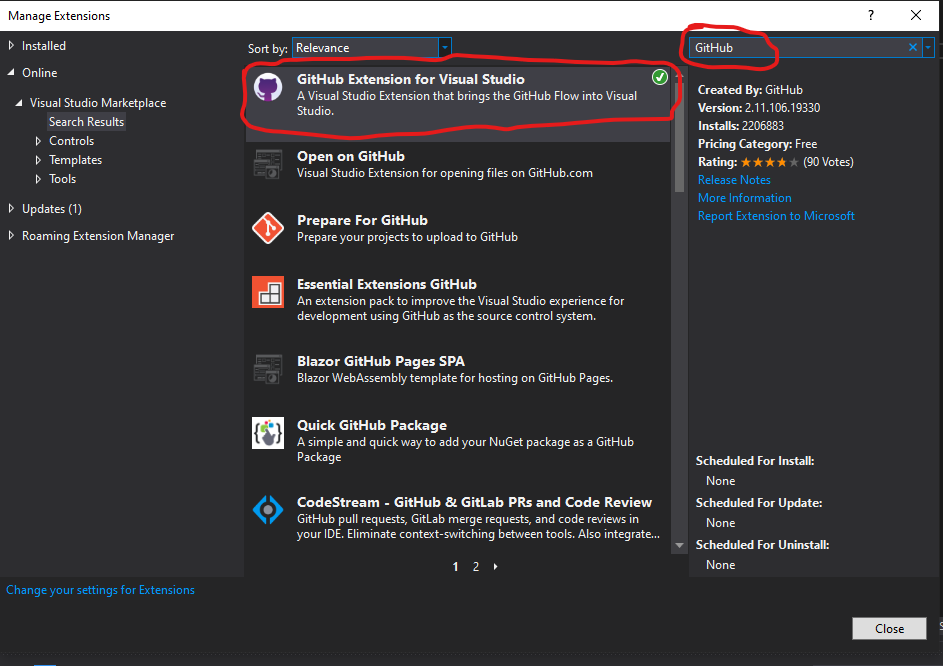 Manage Extensions
?
Installed
Online
Visual Studio Marketplace
Search Results
Controls
Templates
Tools
Updates (1)
Roaming Extension Manager
Change your settings for Extensions
Sort by: Relevance
GitHub Extension for Visual Studio
A Visual Studio Extension that brings the GitHub Flow into Visual
Studio.
Open on GitHub
Visual Studio Extension for opening files on GitHub.com
Prepare For GitHub
Prepare your projects to upload to GitHub
Essential Extensions GitHub
An extension pack to improve the Visual Studio experience for
development using GitHub as the source control system.
Blazor GitHub Pages SPA
Blazor WebAssembly template for hosting on GitHub Pages.
Quick GitHub Package
A simple and quick way to add your NuGet package as a GitHub
Package
CodeStream - GitHub & GitLab PRs and Code Review
GitHub pull requests, GitLab merge requests, and code reviews in
your IDE. Eliminate context-switching between tools. Also integrate...
1 2
GitHub
Created By: GitHub
Version: 2.11.106.19330
Installs: 2206883
Pricing Category: Free
Rating: (90 Votes)
Release Notes
More Information
Report Extension to Microsoft
Scheduled For Install:
None
Scheduled For Update:
None
Scheduled For Uninstall:
None
Close